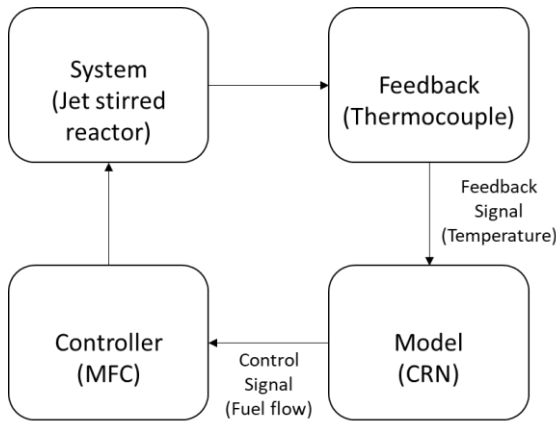 System
(Jet stirred
reactor)
Feedback
(Thermocouple)
Feedback
Signal
(Temperature)
Controller
(MFC)
Control
Signal
(Fuel flow)
Model
(CRN)